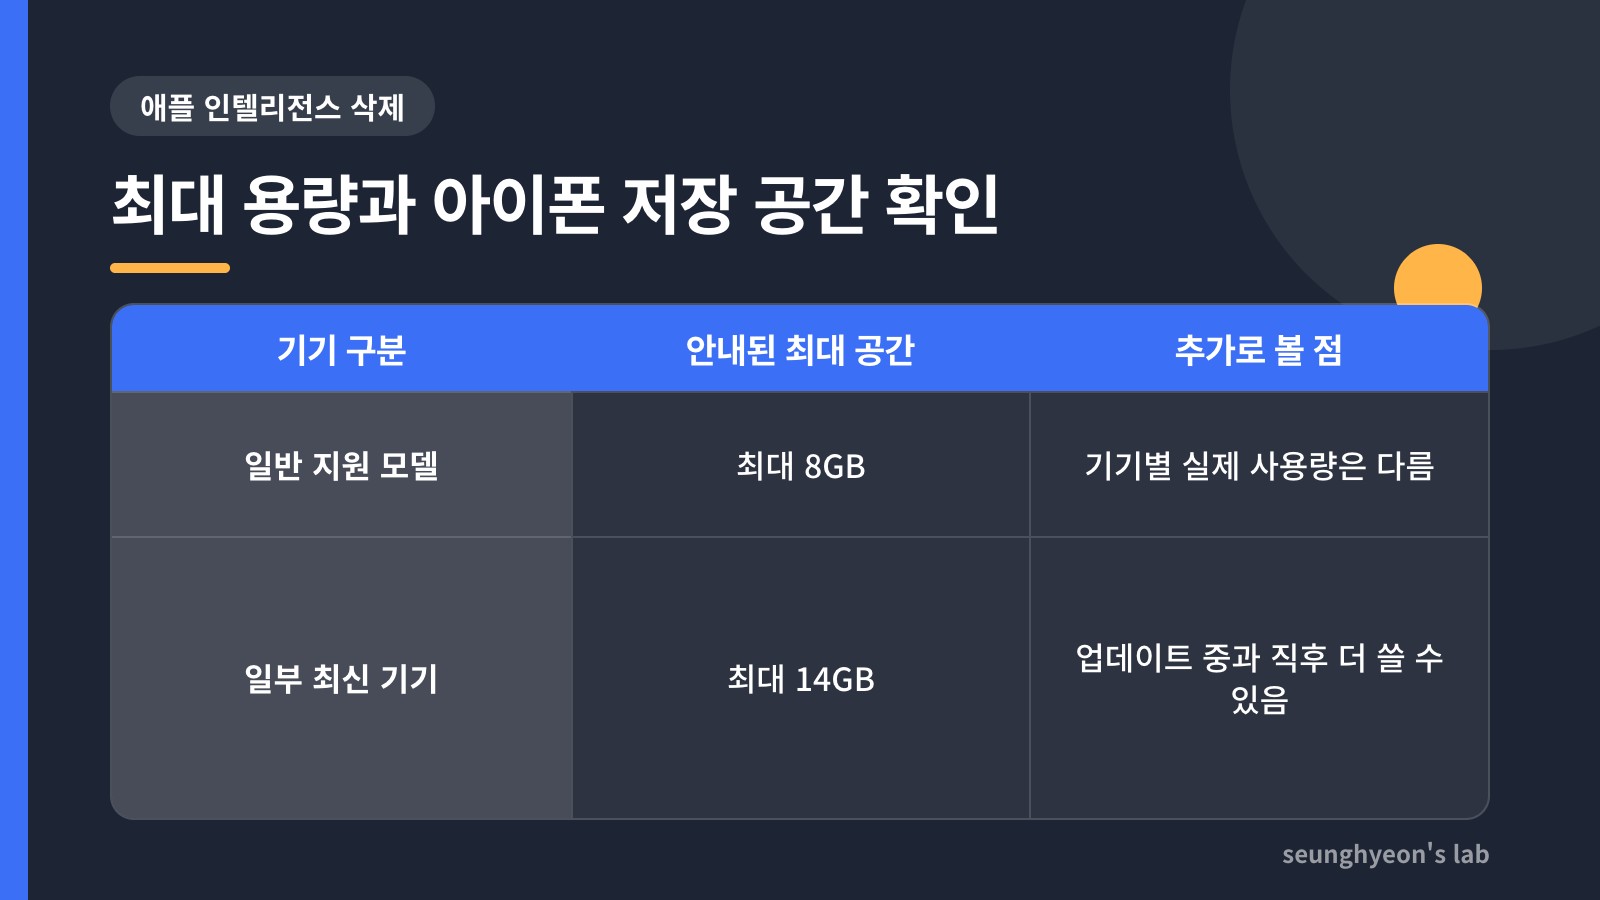 애플 인텔리전스 삭제
최대 용량과 아이폰 저장 공간 확인
기기 구분
안내된 최대 공간
추가로 볼 점
일반 지원 모델
최대 8GB
기기별 실제 사용량은 다름
일부 최신 기기
최대 14GB
업데이트 중과 직후 더 쓸 수
있음
seunghyeon's lab